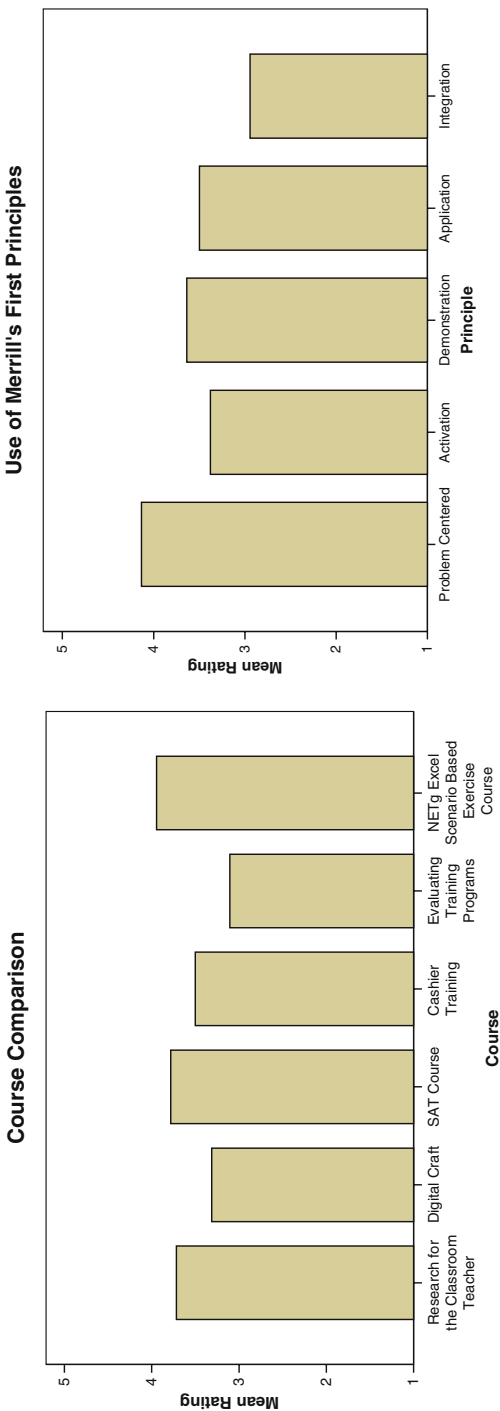 Course Comparison
Mean Rating
5
4
3
2
1
Research for
the Classroom
Teacher
Digital Craft
SAT Course
Cashier
Training
Evaluating
Training
Programs
NETg Excel
Scenario Based
Exercise
Course
Course
Use of Merrill's First Principles
Mean Rating
5
4
3
2
1
Problem Centered
Activation
Demonstration
Application
Integration
Principle